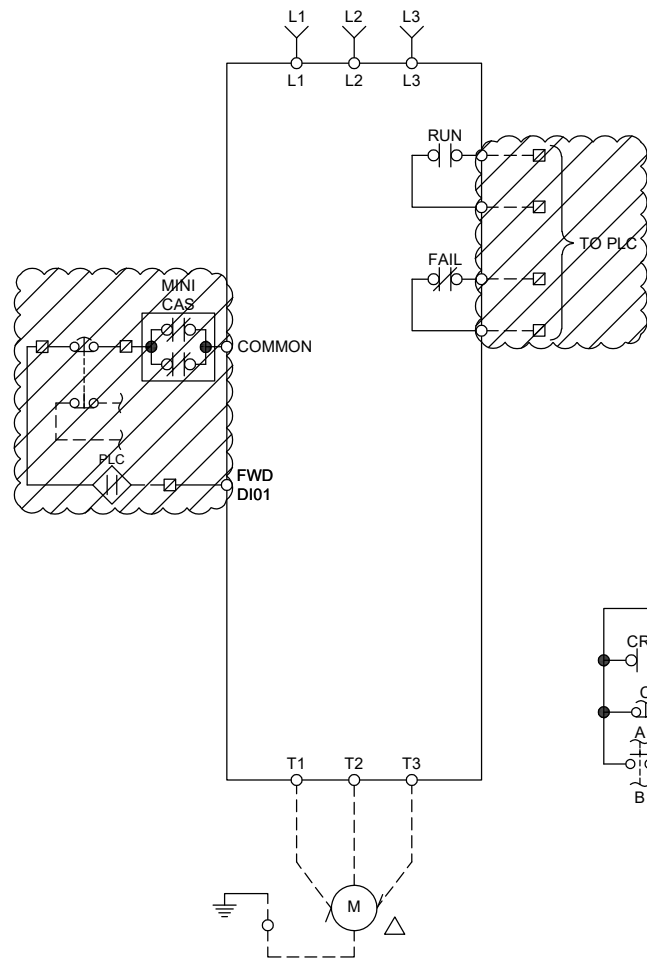 L1 L2 L3
L1 L2 L3
RUN
TO PLC
FAIL
MINI
CAS
COMMON
PLC
FWD
DI01
CR
A
B
T1 T2 T3
M